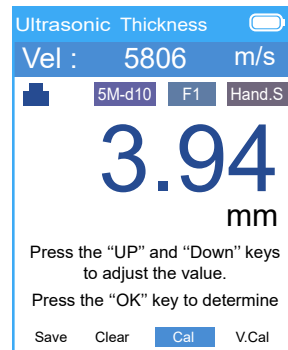 Ultrasonic Thickness
Vel : 5806 m/s
5M-d10 F1 Hand.S
3.94
mm
Press the “UP” and “Down” keys
to adjust the value.
Press the “OK” key to determine
Save Clear Cal V.Cal